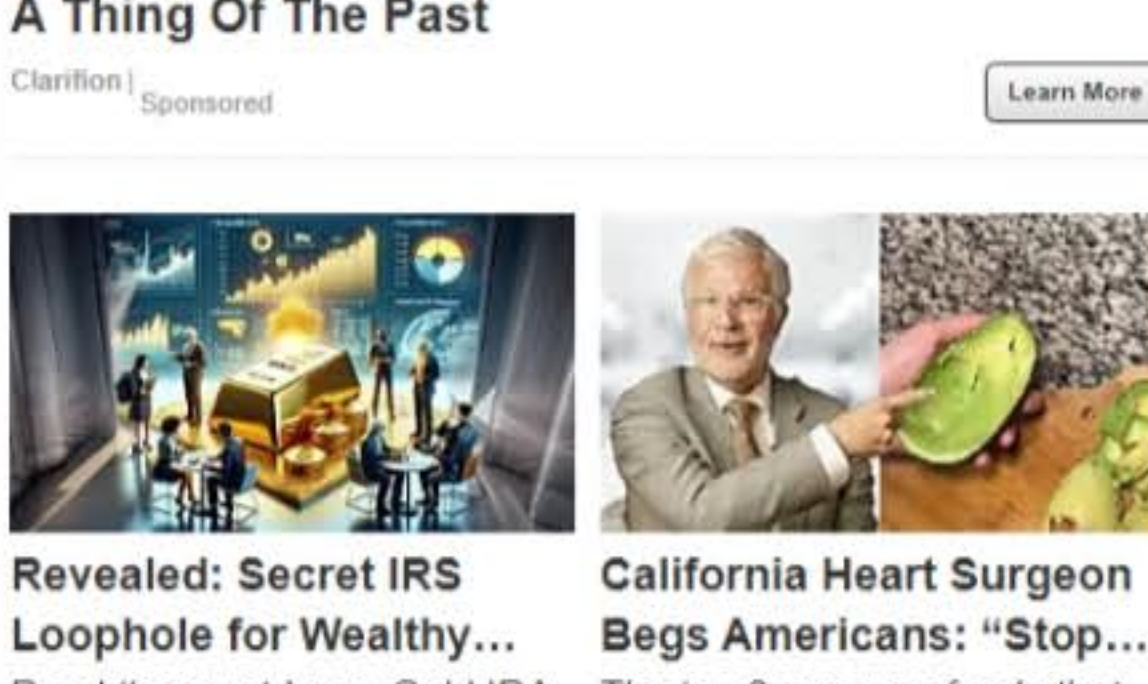 A Thing Of The Past
Clarifion |
Sponsored
Learn More
Revealed: Secret IRS
Loophole for Wealthy...
California Heart Surgeon
Begs Americans: “Stop...